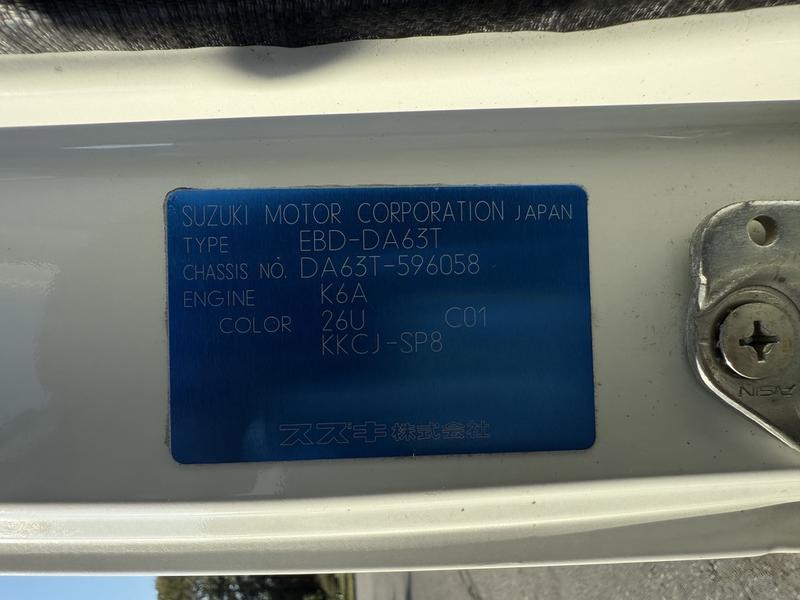 SUZUKI MOTOR CORPORATION JAPAN
TYPE EBD-DA63T
CHASSIS NO. DA63T-596058
ENGINE K6A
COLOR 26U C01
KKCJ-SP8
スズキ株式会社
AISIN